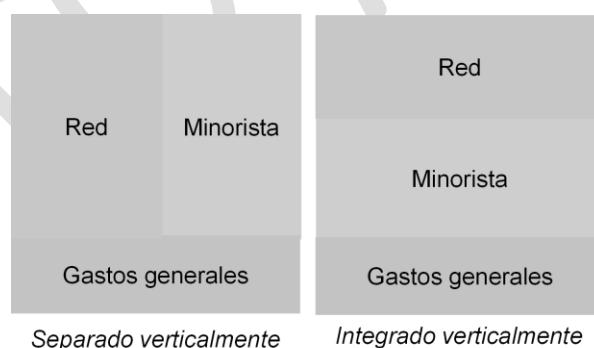 Red
Minorista
Gastos generales
Separado verticalmente
Red
Minorista
Gastos generales
Integrado verticalmente